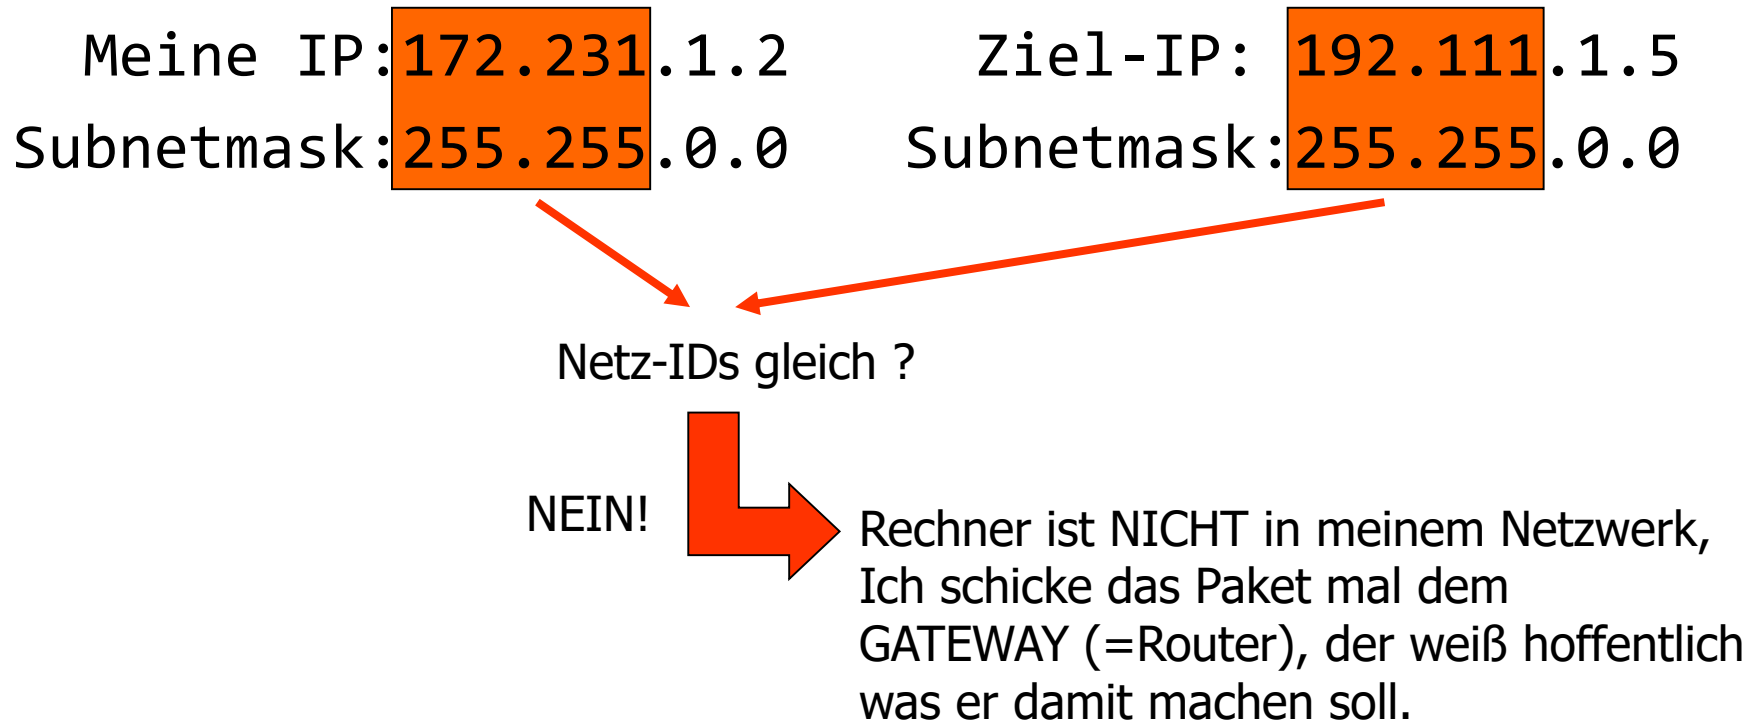 Meine IP:172.231.1.2 Ziel-IP: 192.111.1.5
Subnetmask:255.255.0.0 Subnetmask:255.255.0.0
Netz-IDs gleich ?
NEIN!
Rechner ist NICHT in meinem Netzwerk,
Ich schicke das Paket mal dem
GATEWAY (=Router), der weiß hoffentlich
was er damit machen soll.